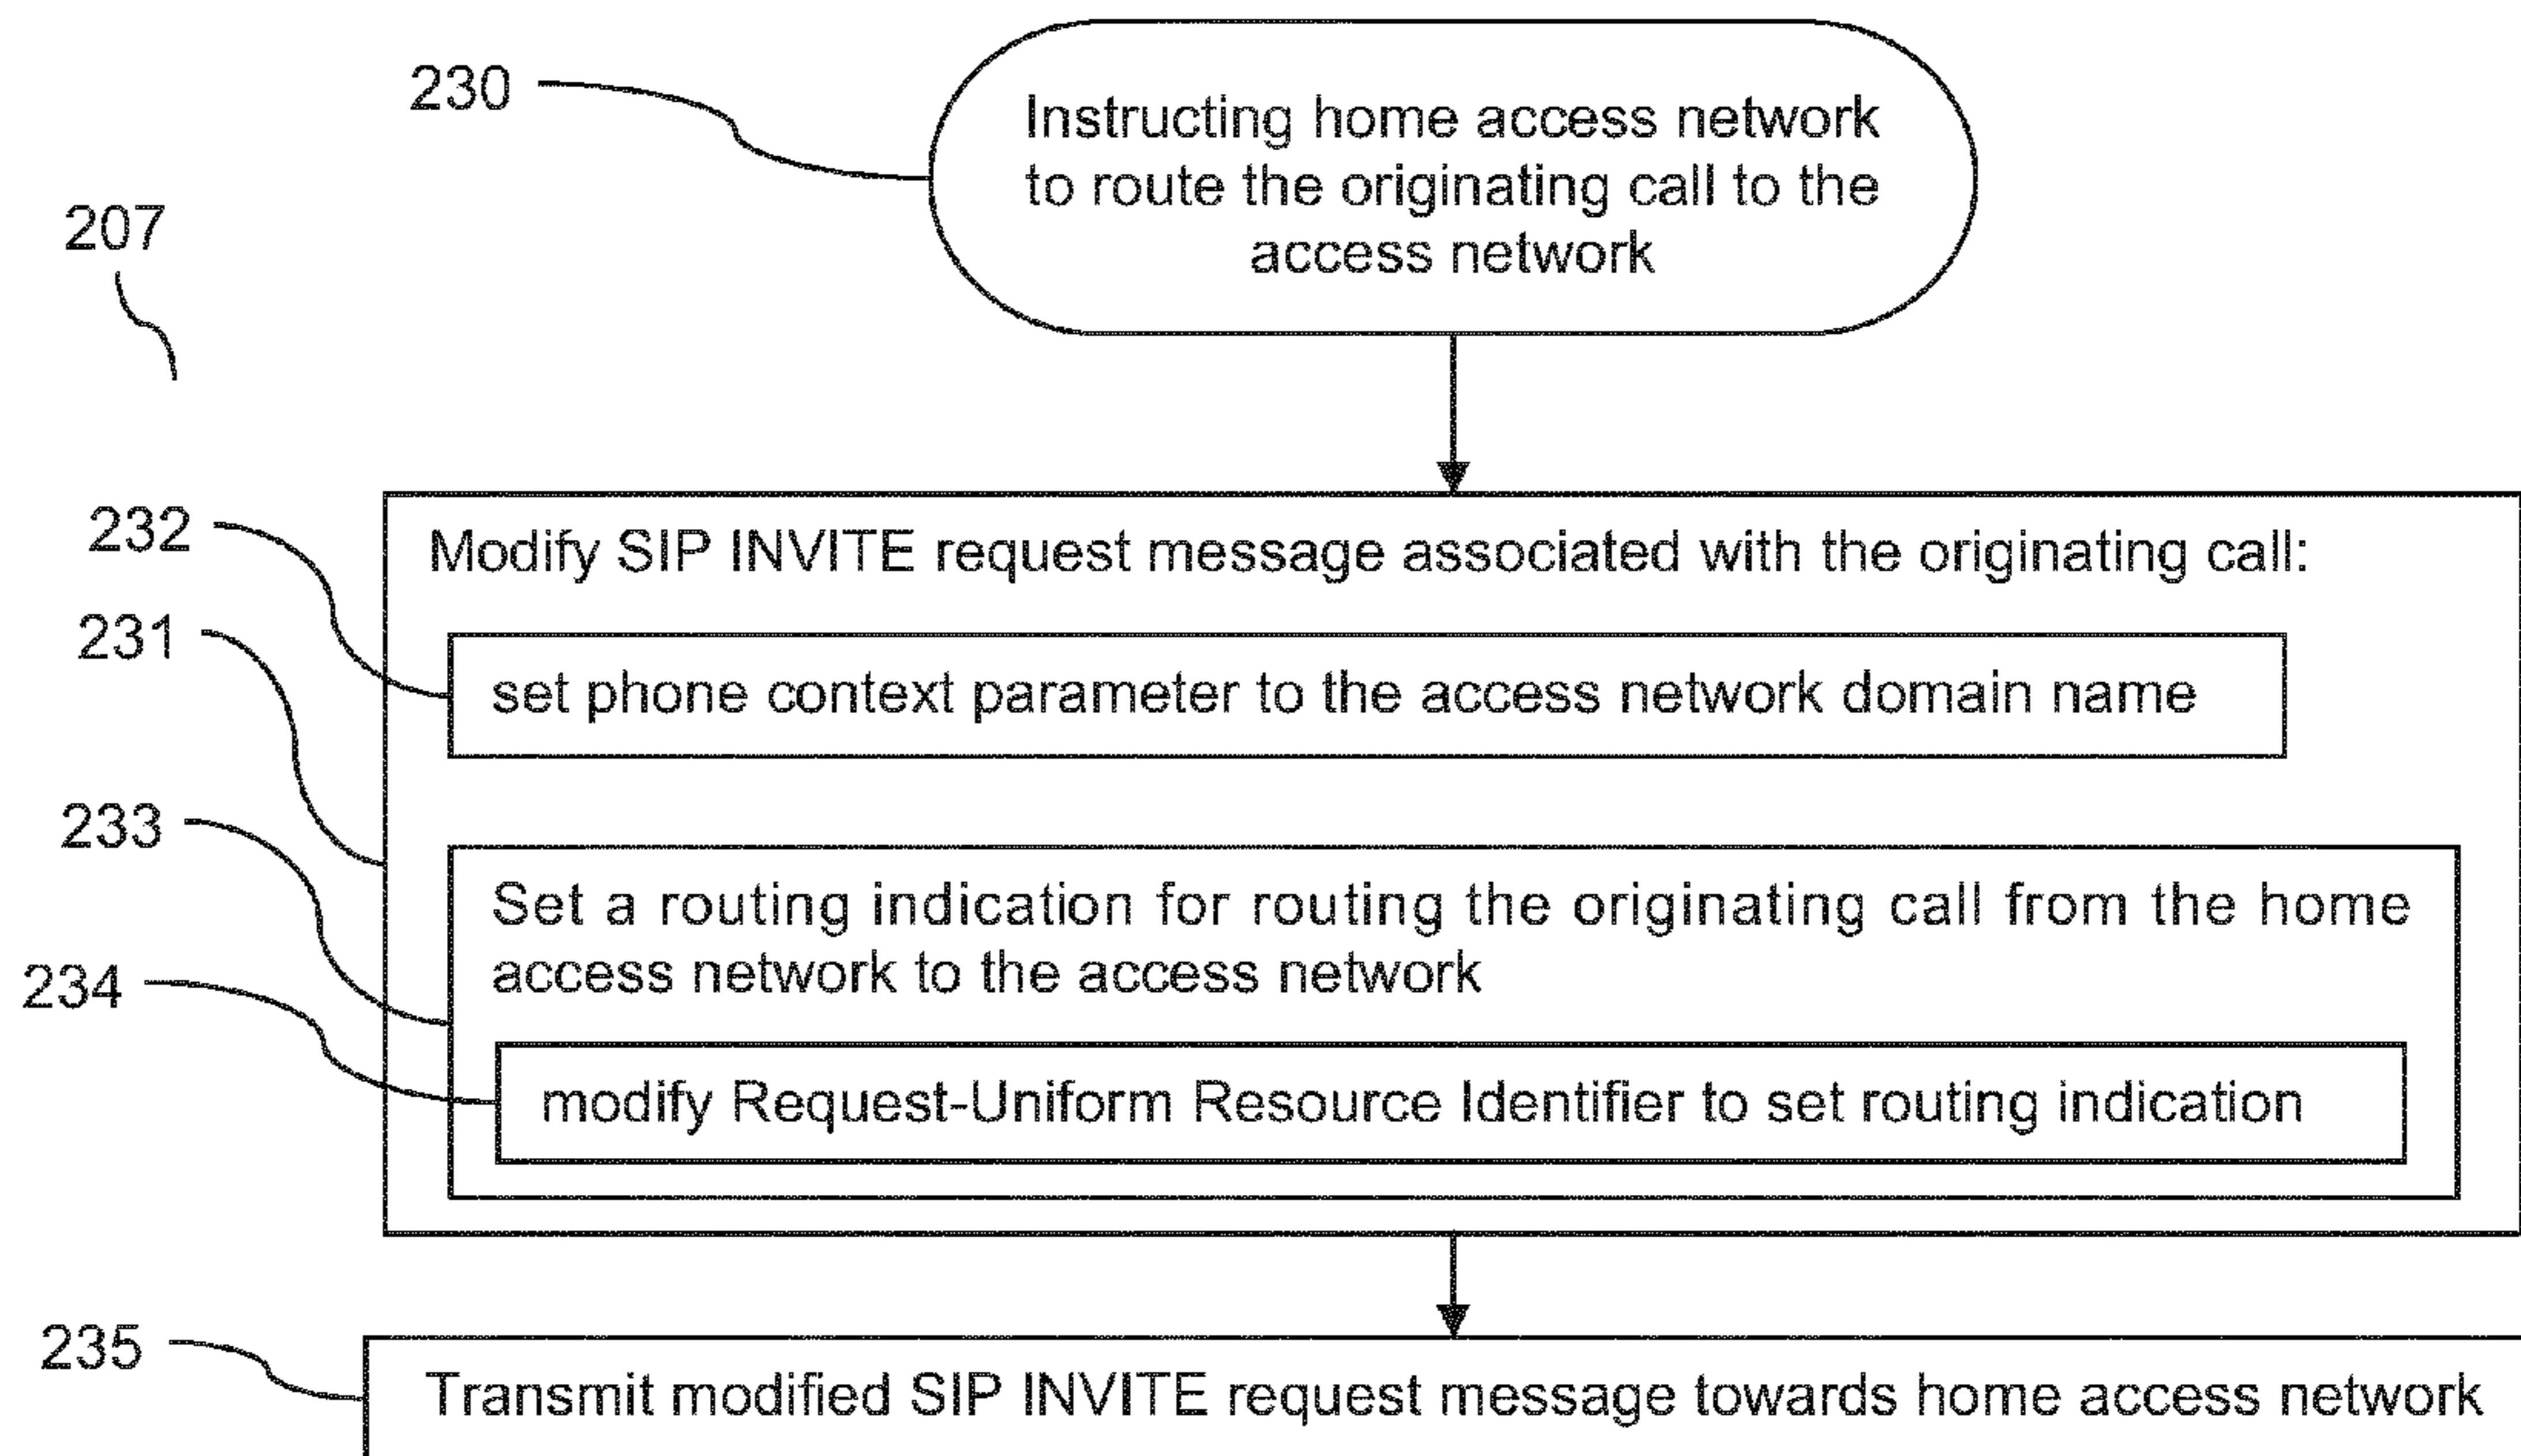 230
Instructing home access network
to route the originating call to the
access network
207
232
Modify SIP INVITE request message associated with the originating call:
231
set phone context parameter to the access network domain name
233
Set a routing indication for routing the originating call from the home
access network to the access network
234
modify Request-Uniform Resource Identifier to set routing indication
235
Transmit modified SIP INVITE request message towards home access network